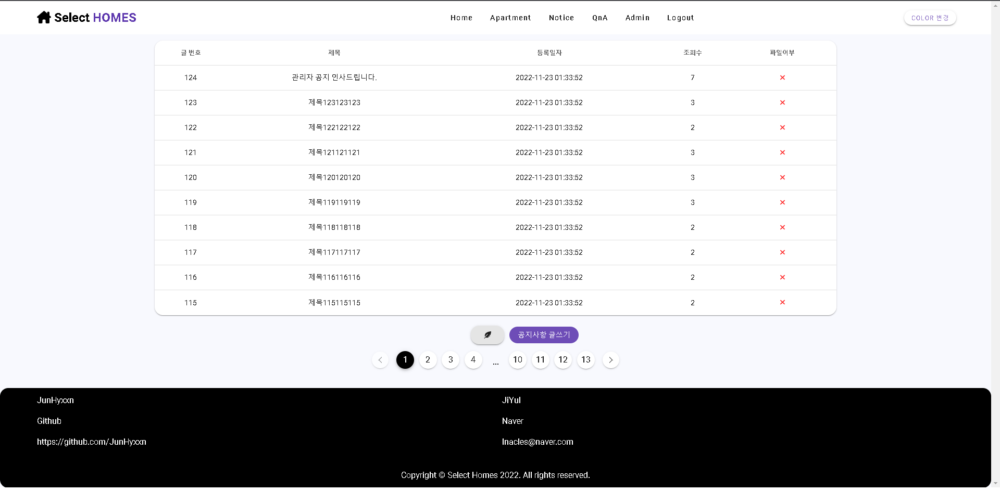 Select HOMES Home Apartment Notice QnA Admin Logout COLOR 변경
글 번호 제목 등록일자 조회수 파일여부
124 관리자 공지 인사드립니다. 2022-11-23 01:33:52 7
123 제목123123123 2022-11-23 01:33:52 3
122 제목122122122 2022-11-23 01:33:52 2
121 제목121121121 2022-11-23 01:33:52 3
120 제목120120120 2022-11-23 01:33:52 3
119 제목119119119 2022-11-23 01:33:52 3
118 제목118118118 2022-11-23 01:33:52 2
117 제목117117117 2022-11-23 01:33:52 2
116 제목116116116 2022-11-23 01:33:52 2
115 제목115115115 2022-11-23 01:33:52 2
공지사항 글쓰기
1 2 3 4 ... 10 11 12 13
JunHyxxn JiYul
Github Naver
https://github.com/JunHyxxn lnacles@naver.com
Copyright © Select Homes 2022. All rights reserved.